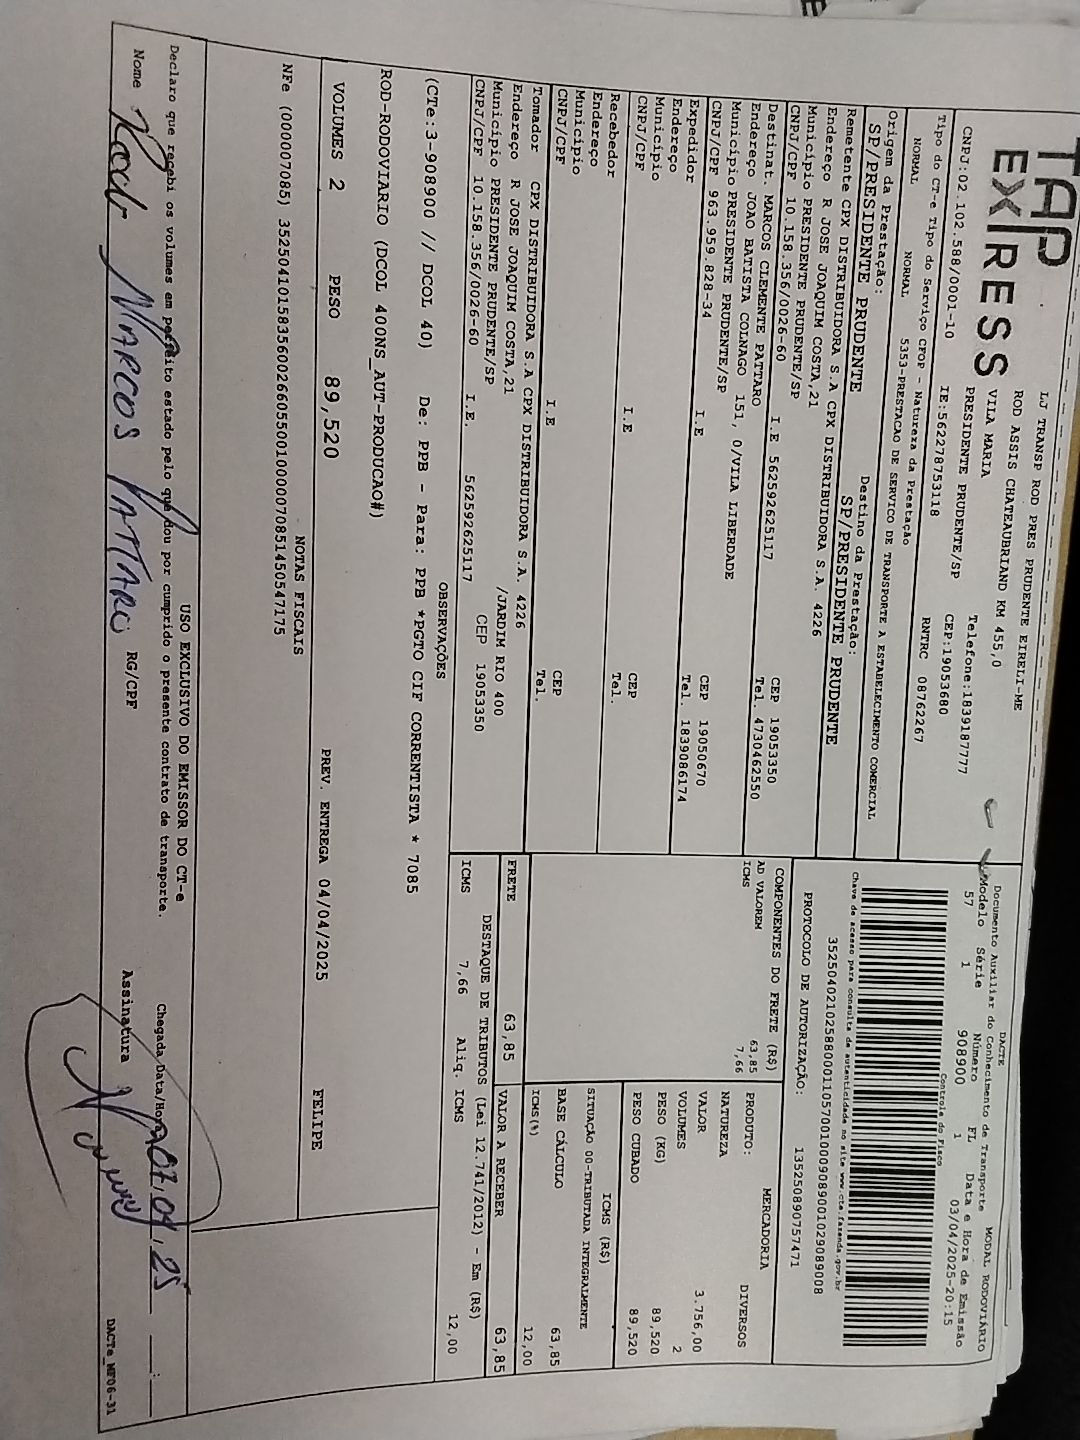 TAP
EXPRESS
LJ TRANSP ROD PRES PRUDENTE EIRELI-ME
ROD ASSIS CHATEAUBRIAND KM 455,0
VILA MARIA
PRESIDENTE PRUDENTE/SP
Telefone:1839187777
CEP:19053680
CNPJ:02.102.588/0001-10
IE:562278753118
Tipo do CT-e Tipo do Serviço CFOP - Natureza da Prestação
RNTRC 08762267
NORMAL NORMAL 5353-PRESTACAO DE SERVICO DE TRANSPORTE A ESTABELECIMENTO COMERCIAL
Origem da Prestação:
SP/PRESIDENTE PRUDENTE
Destino da Prestação:
SP/PRESIDENTE PRUDENTE
Remetente CPX DISTRIBUIDORA S.A CPX DISTRIBUIDORA S.A. 4226
Endereço R JOSE JOAQUIM COSTA,21
Município PRESIDENTE PRUDENTE/SP
CEP 19053350
CNPJ/CPF 10.158.356/0026-60 I.E 562592625117 Tel. 4730462550
Destinat. MARCOS CLEMENTE PATTARO
Endereço JOAO BATISTA COLNAGO 151, 0/VILA LIBERDADE
Município PRESIDENTE PRUDENTE/SP CEP 19050670
CNPJ/CPF 963.959.828-34 I.E Tel. 1839086174
Expedidor
Endereço
Município CEP
CNPJ/CPF I.E Tel.
Recebedor
Endereço
Município CEP
CNPJ/CPF I.E Tel.
Tomador CPX DISTRIBUIDORA S.A CPX DISTRIBUIDORA S.A. 4226
Endereço R JOSE JOAQUIM COSTA,21 /JARDIM RIO 400
Município PRESIDENTE PRUDENTE/SP CEP 19053350
CNPJ/CPF 10.158.356/0026-60 I.E. 562592625117
DACTE MODAL RODOVIÁRIO
Documento Auxiliar do Conhecimento de Transporte
Modelo Série Número FL Data e Hora de Emissão
57 1 908900 1 03/04/2025-20:15
Controle do Fisco
Chave de acesso para consulta de autenticidade no site www.cte.fazenda.gov.br
35250402102588000110570010009089001029089008
PROTOCOLO DE AUTORIZAÇÃO: 135250890757471
COMPONENTES DO FRETE (R$)
AD VALOREM 63,85
ICMS 7,66
FRETE 63,85
MERCADORIA
PRODUTO: DIVERSOS
NATUREZA
VALOR 3.756,00
VOLUMES 2
PESO (KG) 89,520
PESO CUBADO 89,520
ICMS (R$)
SITUAÇÃO 00-TRIBUTADA INTEGRALMENTE
BASE CÁLCULO 63,85
ICMS(%) 12,00
VALOR A RECEBER 63,85
DESTAQUE DE TRIBUTOS (Lei 12.741/2012) - Em (R$)
ICMS 7,66 Aliq. ICMS 12,00
OBSERVAÇÕES
(CTe:3-908900 // DCOL 40) De: PPB - Para: PPB *PGTO CIF CORRENTISTA * 7085
ROD-RODOVIARIO (DCOL 400NS_AUT-PRODUCAO#)
VOLUMES 2 PESO 89,520 PREV. ENTREGA 04/04/2025 FELIPE
NOTAS FISCAIS
NFe (000007085) 35250410158356002660550010000070851450547175
USO EXCLUSIVO DO EMISSOR DO CT-e
Declaro que recebi os volumes em perfeito estado pelo que dou por cumprido o presente contrato de transporte.
Chegada Data/Hora 07,04,25 :
Nome MARCOS PATTARO RG/CPF Assinatura
DACTe_MF06-31